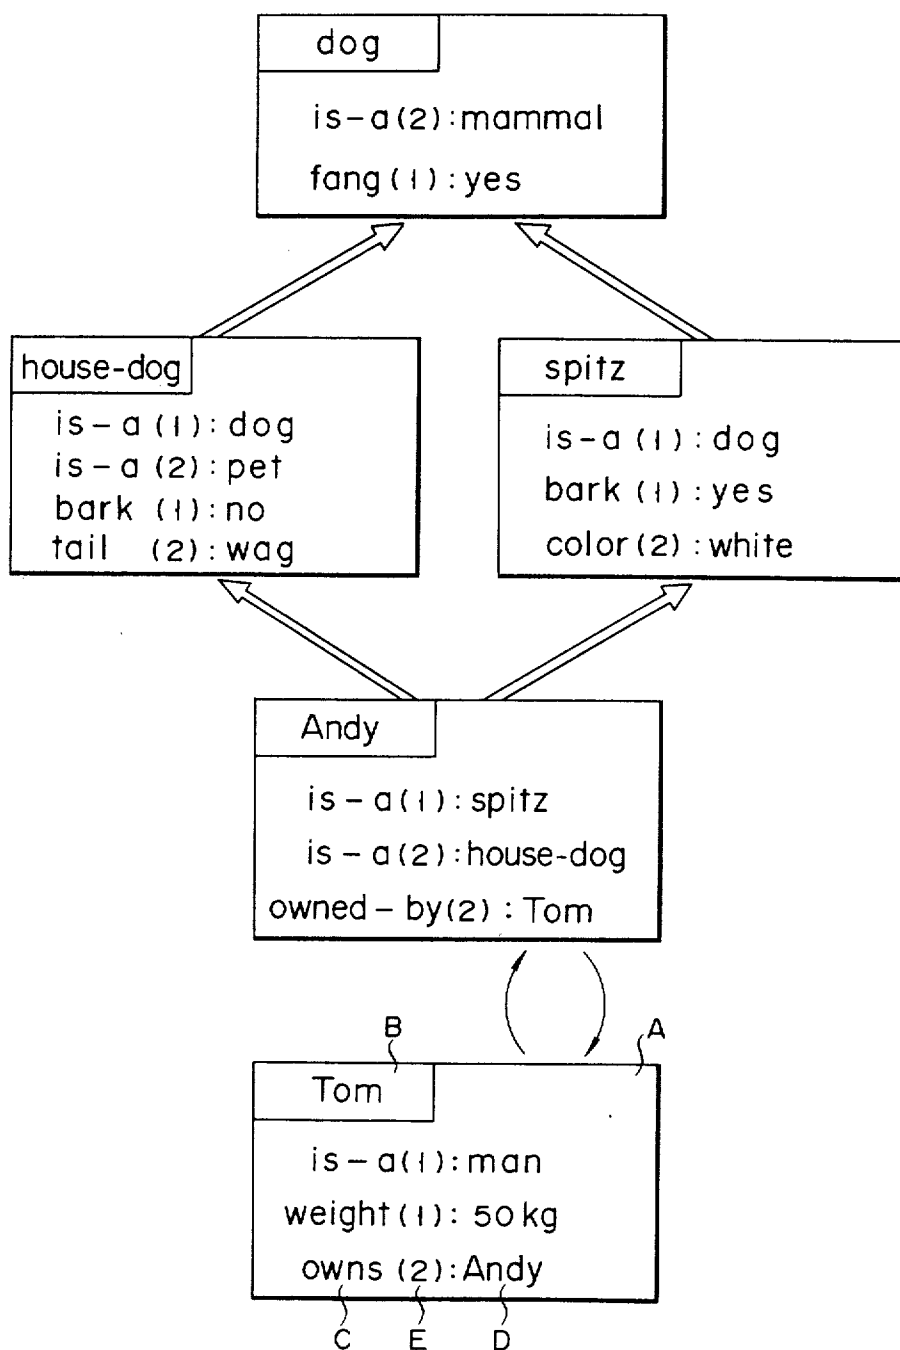 dog
is-a(2):mammal
fang(1):yes
house-dog
is-a (1): dog
is-a (2): pet
bark (1): no
tail (2): wag
spitz
is-a (1): dog
bark (1): yes
color(2): white
Andy
is-a(1):spitz
is-a(2):house-dog
owned-by(2): Tom
B
A
Tom
is-a(1):man
weight(1): 50kg
owns (2):Andy
C E D